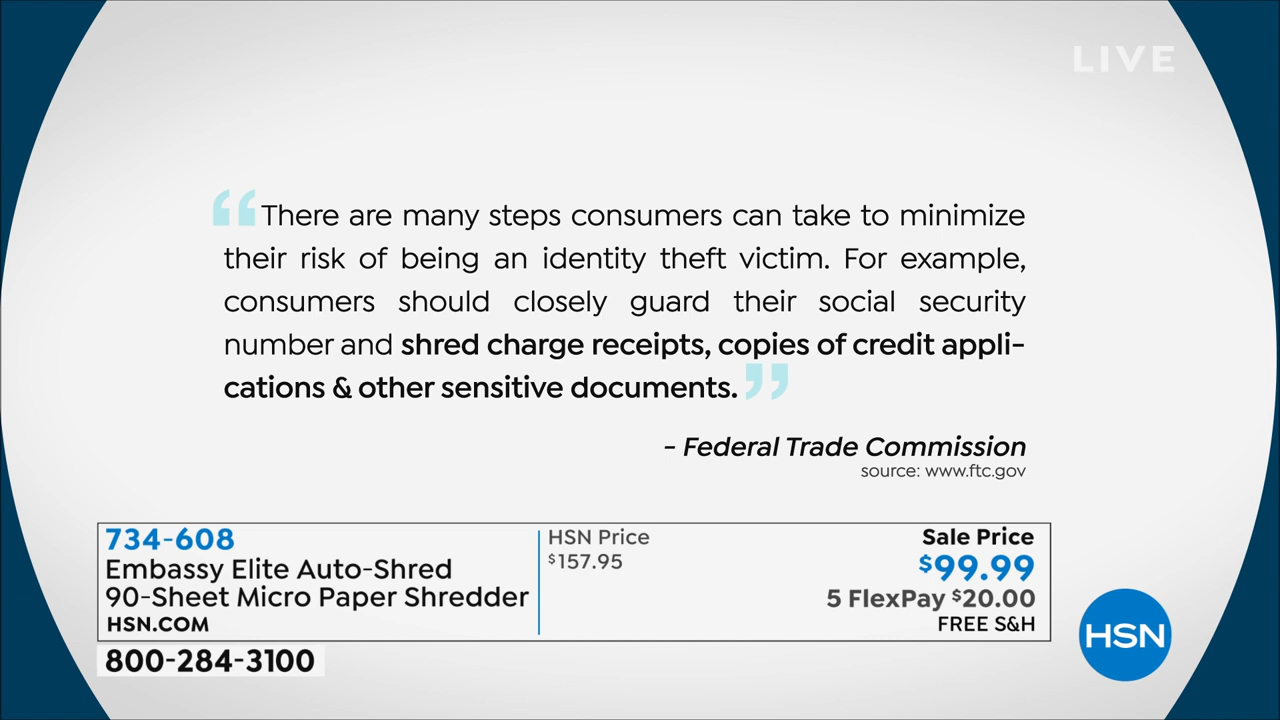 LIVE
“There are many steps consumers can take to minimize
their risk of being an identity theft victim. For example,
consumers should closely guard their social security
number and shred charge receipts, copies of credit appli-
cations & other sensitive documents.”
- Federal Trade Commission
source: www.ftc.gov
734-608
Embassy Elite Auto-Shred
90-Sheet Micro Paper Shredder
HSN.COM
HSN Price
$157.95
Sale Price
$99.99
5 FlexPay $20.00
FREE S&H
HSN
800-284-3100